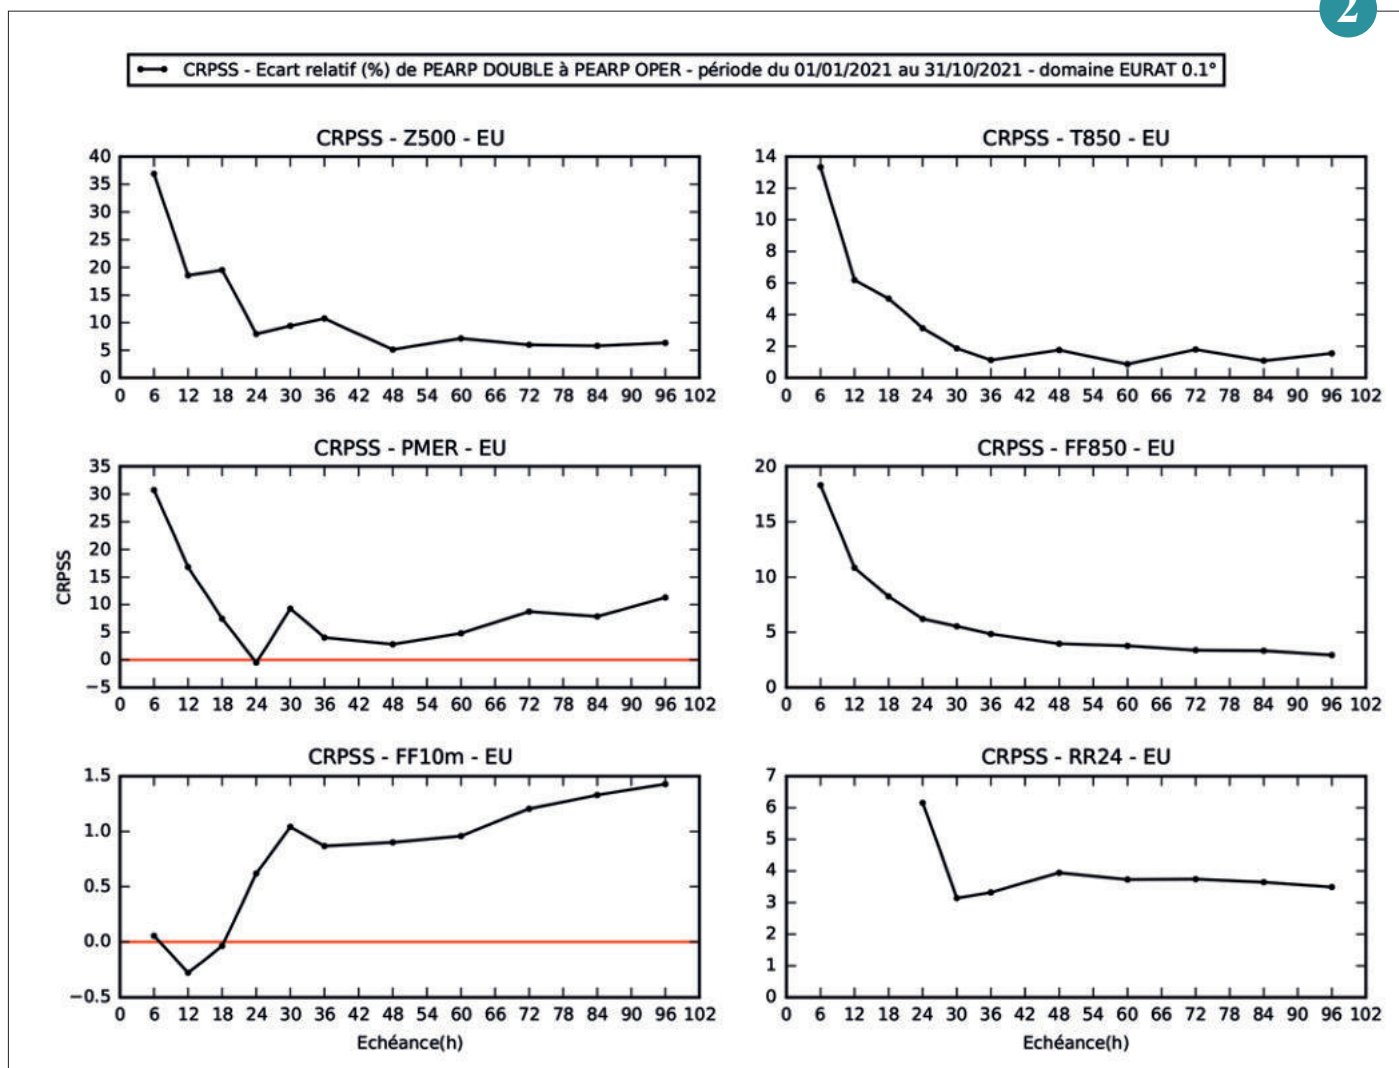 2
CRPSS - Ecart relatif (%) de PEARP DOUBLE à PEARP OPER - période du 01/01/2021 au 31/10/2021 - domaine EURAT 0.1°
CRPSS - Z500 - EU
40
35
30
25
20
15
10
5
0
0 6 12 18 24 30 36 42 48 54 60 66 72 78 84 90 96 102
CRPSS - T850 - EU
14
12
10
8
6
4
2
0
0 6 12 18 24 30 36 42 48 54 60 66 72 78 84 90 96 102
CRPSS - PMER - EU
CRPSS
35
30
25
20
15
10
5
0
−5
0 6 12 18 24 30 36 42 48 54 60 66 72 78 84 90 96 102
CRPSS - FF850 - EU
20
15
10
5
0
0 6 12 18 24 30 36 42 48 54 60 66 72 78 84 90 96 102
CRPSS - FF10m - EU
1.5
1.0
0.5
0.0
−0.5
0 6 12 18 24 30 36 42 48 54 60 66 72 78 84 90 96 102
Echéance(h)
CRPSS - RR24 - EU
7
6
5
4
3
2
1
0
0 6 12 18 24 30 36 42 48 54 60 66 72 78 84 90 96 102
Echéance(h)